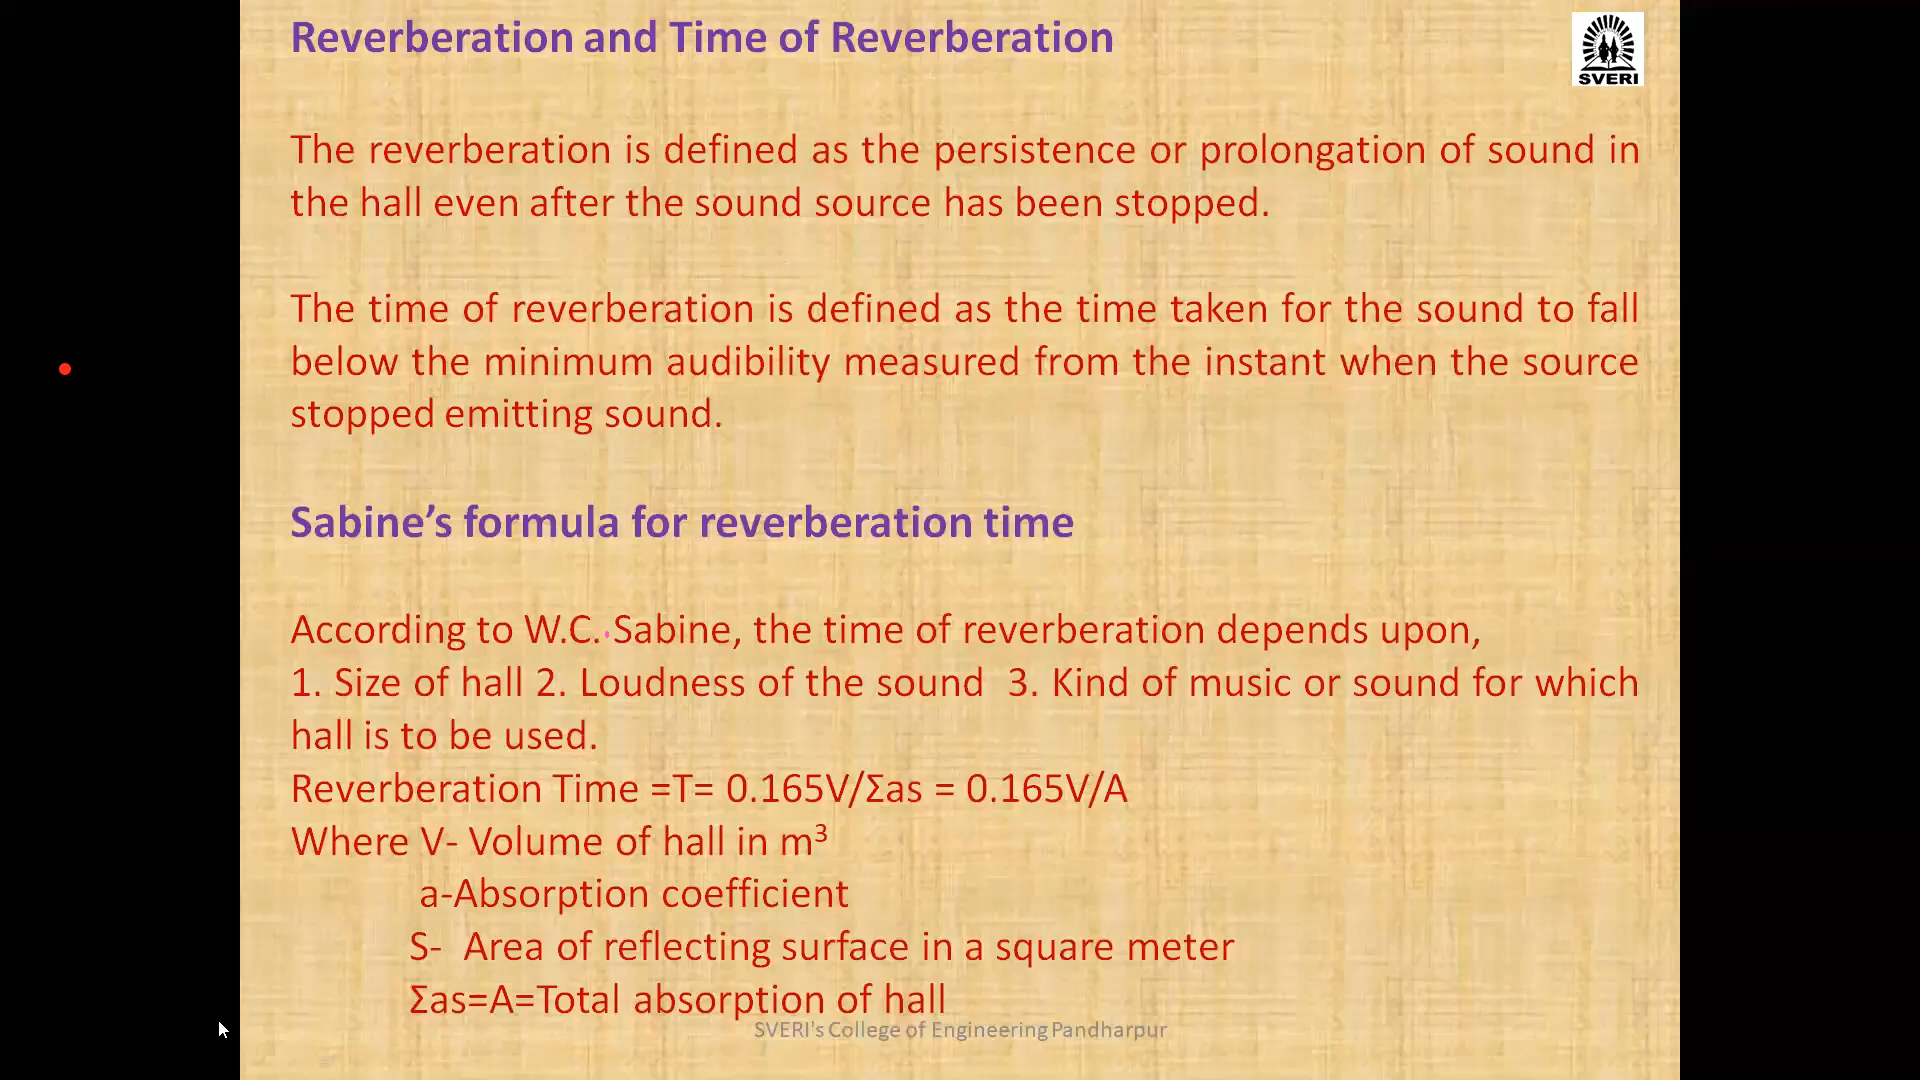 Reverberation and Time of Reverberation
SVERI
The reverberation is defined as the persistence or prolongation of sound in
the hall even after the sound source has been stopped.
The time of reverberation is defined as the time taken for the sound to fall
below the minimum audibility measured from the instant when the source
stopped emitting sound.
Sabine’s formula for reverberation time
According to W.C. Sabine, the time of reverberation depends upon,
1. Size of hall 2. Loudness of the sound  3. Kind of music or sound for which
hall is to be used.
Reverberation Time =T= 0.165V/Σas = 0.165V/A
Where V- Volume of hall in m³
a-Absorption coefficient
S-  Area of reflecting surface in a square meter
Σas=A=Total absorption of hall
SVERI's College of Engineering Pandharpur